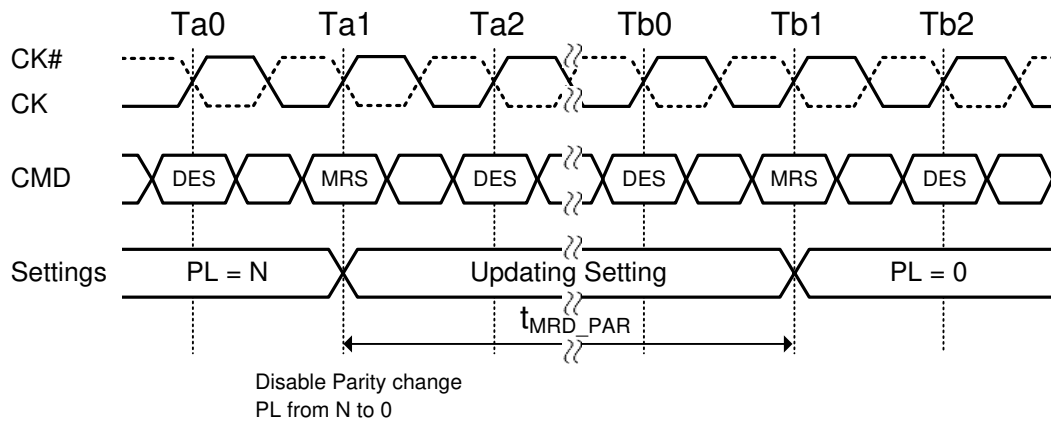 Ta0 Ta1 Ta2 Tb0 Tb1 Tb2
CK#
CK
CMD DES MRS DES DES MRS DES
Settings PL = N Updating Setting PL = 0
tMRD_PAR
Disable Parity change
PL from N to 0